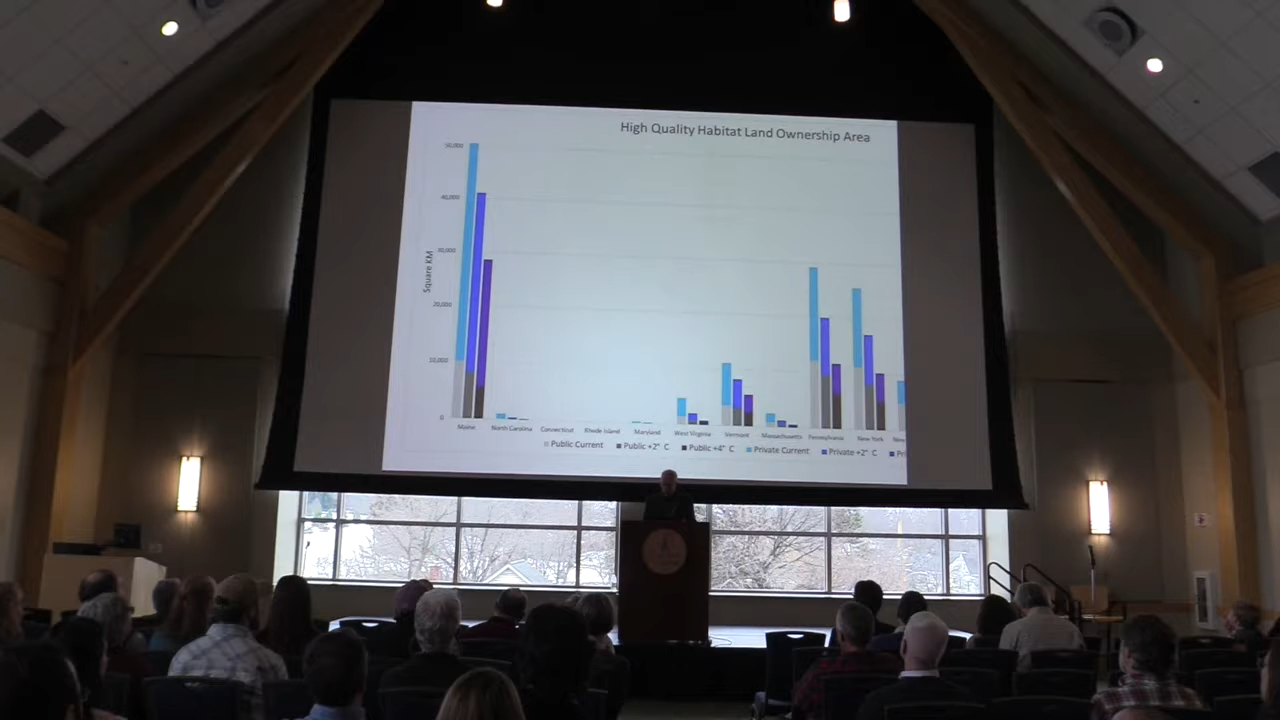 High Quality Habitat Land Ownership Area
50,000
40,000
30,000
20,000
10,000
0
Square KM
Maine North Carolina Connecticut Rhode Island Maryland West Virginia Vermont Massachusetts Pennsylvania New York New
Public Current Public +2° C Public +4° C Private Current Private +2° C Pri